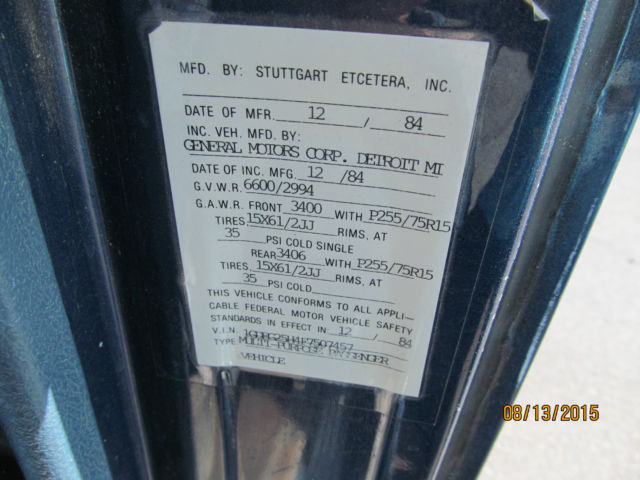 MFD. BY: STUTTGART ETCETERA, INC.
DATE OF MFR. 12 / 84
INC. VEH. MFD. BY:
GENERAL MOTORS CORP. DETROIT MI
DATE OF INC. MFG. 12 /84
G.V.W.R. 6600/2994
G.A.W.R. FRONT 3400 WITH P255/75R15
TIRES 15X61/2JJ RIMS, AT
35 PSI COLD SINGLE
REAR 3406 WITH P255/75R15
TIRES, 15X61/2JJ RIMS, AT
35 PSI COLD
THIS VEHICLE CONFORMS TO ALL APPLI-
CABLE FEDERAL MOTOR VEHICLE SAFETY
STANDARDS IN EFFECT IN: 12 / 84
V.I.N.
TYPE MULTI-PURPOSE PASSENGER
VEHICLE
08/13/2015